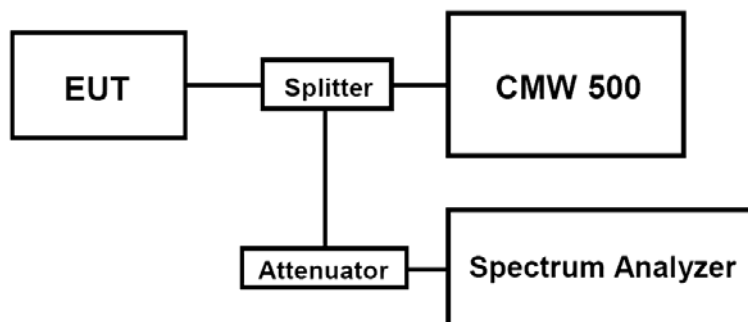 EUT
Splitter
CMW 500
Attenuator
Spectrum Analyzer